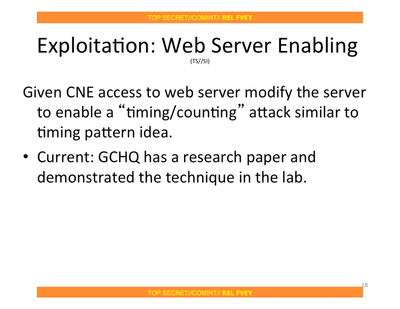 TOP SECRET//COMINT// REL FVEY
Exploitation: Web Server Enabling
(TS//SI)
Given CNE access to web server modify the server
to enable a “timing/counting” attack similar to
timing pattern idea.
• Current: GCHQ has a research paper and
demonstrated the technique in the lab.
18
TOP SECRET//COMINT// REL FVEY